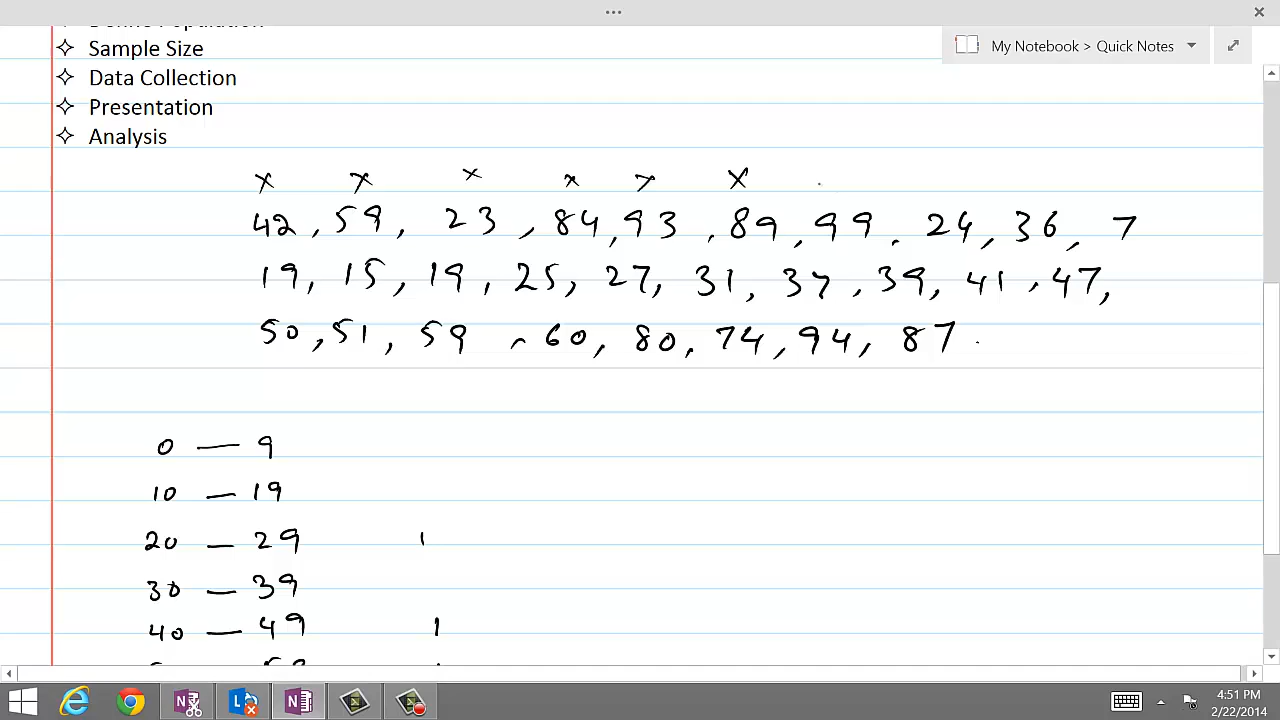 My Notebook > Quick Notes
Sample Size
Data Collection
Presentation
Analysis
x x x x x x
42, 59, 23, 84, 93, 89, 99, 24, 36, 7
19, 15, 19, 25, 27, 31, 37, 39, 41, 47,
50, 51, 59, 60, 80, 74, 94, 87.
0 — 9
10 — 19
20 — 29 1
30 — 39
40 — 49 1
4:51 PM
2/22/2014